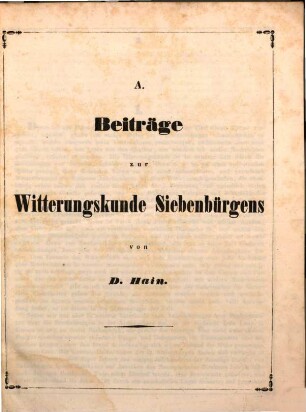 A.
Beiträge
zur
Witterungskunde Siebenbürgens
von
D. Hain.